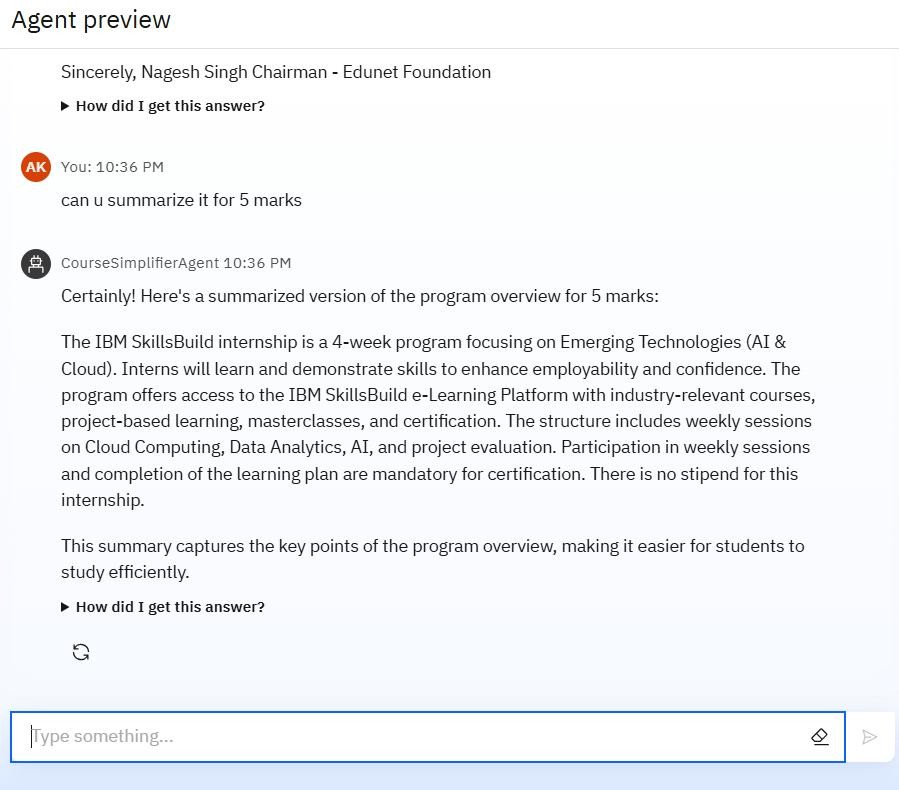 Agent preview
Sincerely, Nagesh Singh Chairman - Edunet Foundation
How did I get this answer?
AK
You: 10:36 PM
can u summarize it for 5 marks
CourseSimplifierAgent 10:36 PM
Certainly! Here's a summarized version of the program overview for 5 marks:
The IBM SkillsBuild internship is a 4-week program focusing on Emerging Technologies (AI &
Cloud). Interns will learn and demonstrate skills to enhance employability and confidence. The
program offers access to the IBM SkillsBuild e-Learning Platform with industry-relevant courses,
project-based learning, masterclasses, and certification. The structure includes weekly sessions
on Cloud Computing, Data Analytics, AI, and project evaluation. Participation in weekly sessions
and completion of the learning plan are mandatory for certification. There is no stipend for this
internship.
This summary captures the key points of the program overview, making it easier for students to
study efficiently.
How did I get this answer?
Type something...